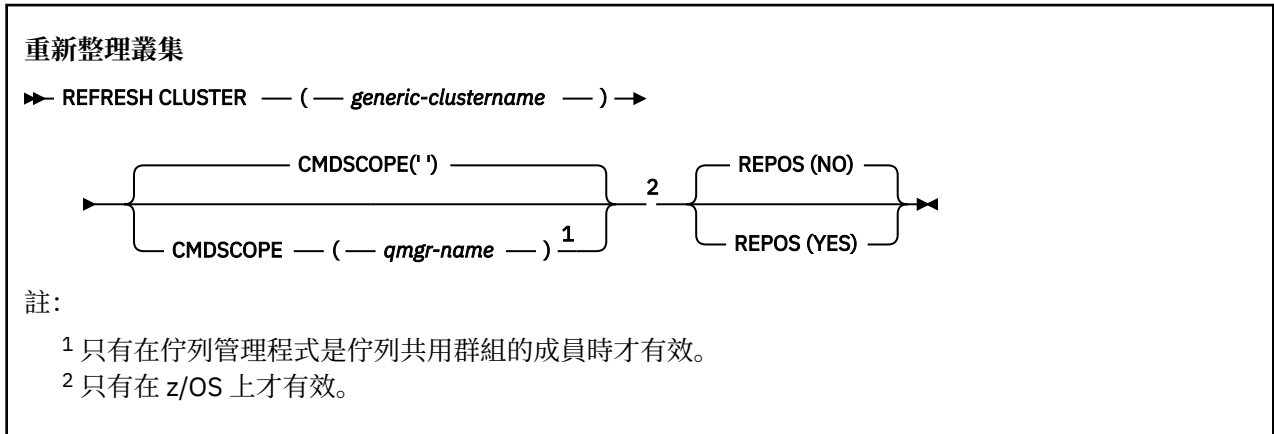 重新整理叢集
REFRESH CLUSTER ( generic-clustername )
CMDSCOPE(' ')
CMDSCOPE ( qmgr-name ) 1
2
REPOS (NO)
REPOS (YES)
註:
1 只有在佇列管理程式是佇列共用群組的成員時才有效。
2 只有在 z/OS 上才有效。